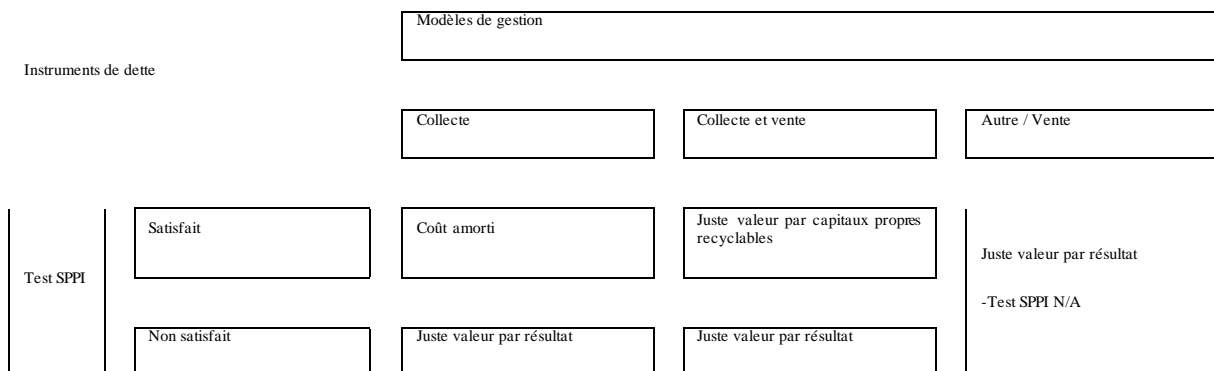 Modèles de gestion
Instruments de dette
Collecte
Collecte et vente
Autre / Vente
Satisfait
Coût amorti
Juste valeur par capitaux propres
recyclables
Juste valeur par résultat
-Test SPPI N/A
Test SPPI
Non satisfait
Juste valeur par résultat
Juste valeur par résultat